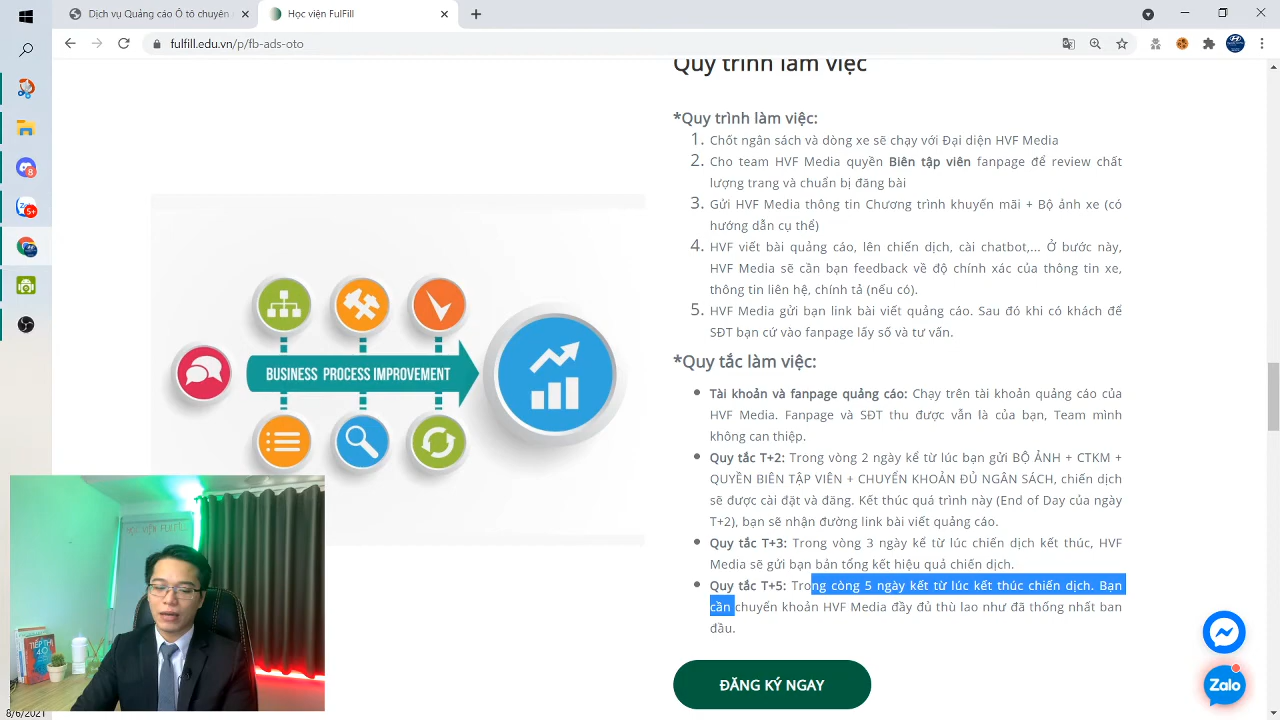 Dịch vụ Quảng cáo Ô tô chuyên
Học viện FulFill
fulfill.edu.vn/p/fb-ads-oto
Quy trình làm việc
*Quy trình làm việc:
1. Chốt ngân sách và dòng xe sẽ chạy với Đại diện HVF Media
2. Cho team HVF Media quyền Biên tập viên fanpage để review chất
lượng trang và chuẩn bị đăng bài
3. Gửi HVF Media thông tin Chương trình khuyến mãi + Bộ ảnh xe (có
hướng dẫn cụ thể)
4. HVF viết bài quảng cáo, lên chiến dịch, cài chatbot,... Ở bước này,
HVF Media sẽ cần bạn feedback về độ chính xác của thông tin xe,
thông tin liên hệ, chính tả (nếu có).
5. HVF Media gửi bạn link bài viết quảng cáo. Sau đó khi có khách để
SĐT bạn cứ vào fanpage lấy số và tư vấn.
*Quy tắc làm việc:
Tài khoản và fanpage quảng cáo: Chạy trên tài khoản quảng cáo của
HVF Media. Fanpage và SĐT thu được vẫn là của bạn, Team mình
không can thiệp.
Quy tắc T+2: Trong vòng 2 ngày kể từ lúc bạn gửi BỘ ẢNH + CTKM +
QUYỀN BIÊN TẬP VIÊN + CHUYỂN KHOẢN ĐỦ NGÂN SÁCH, chiến dịch
sẽ được cài đặt và đăng. Kết thúc quá trình này (End of Day của ngày
T+2), bạn sẽ nhận được link bài viết quảng cáo.
Quy tắc T+3: Trong vòng 3 ngày kể từ lúc chiến dịch kết thúc, HVF
Media sẽ gửi bạn bản tổng kết hiệu quả chiến dịch.
Quy tắc T+5: Trong còng 5 ngày kết từ lúc kết thúc chiến dịch. Bạn
cần chuyển khoản HVF Media đầy đủ thù lao như đã thống nhất ban
đầu.
ĐĂNG KÝ NGAY
BUSINESS PROCESS IMPROVEMENT
HỌC VIỆN FULFILL
TIẾP THỊ
4.0
Zalo
8
5+
8/6/2021